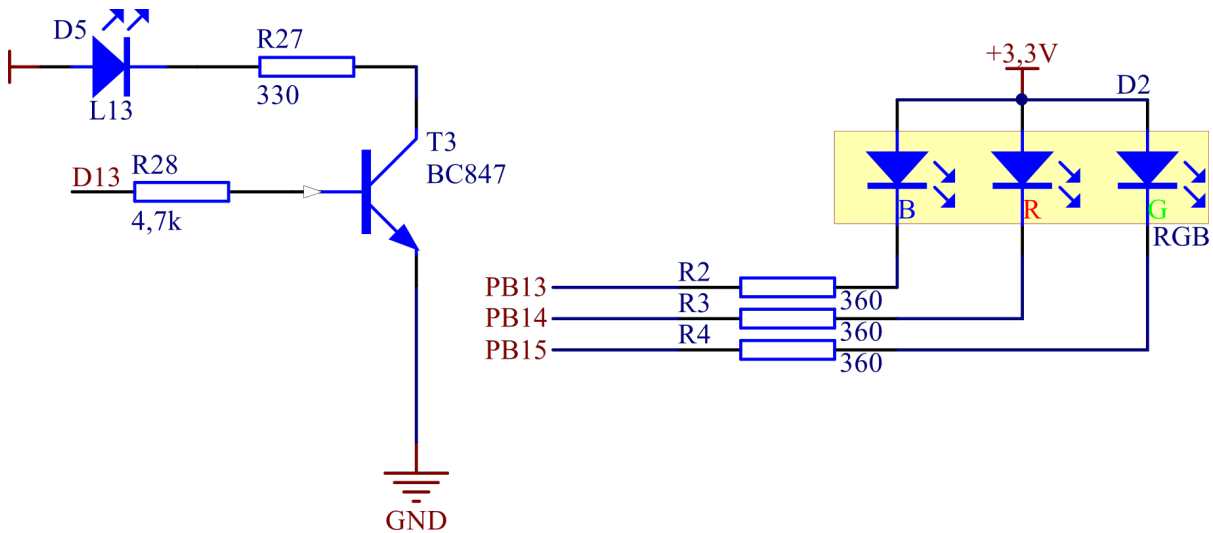 D5
R27
330
L13
T3
BC847
D13
R28
4,7k
GND
+3,3V
D2
B
R
G
RGB
PB13
R2
360
PB14
R3
360
PB15
R4
360